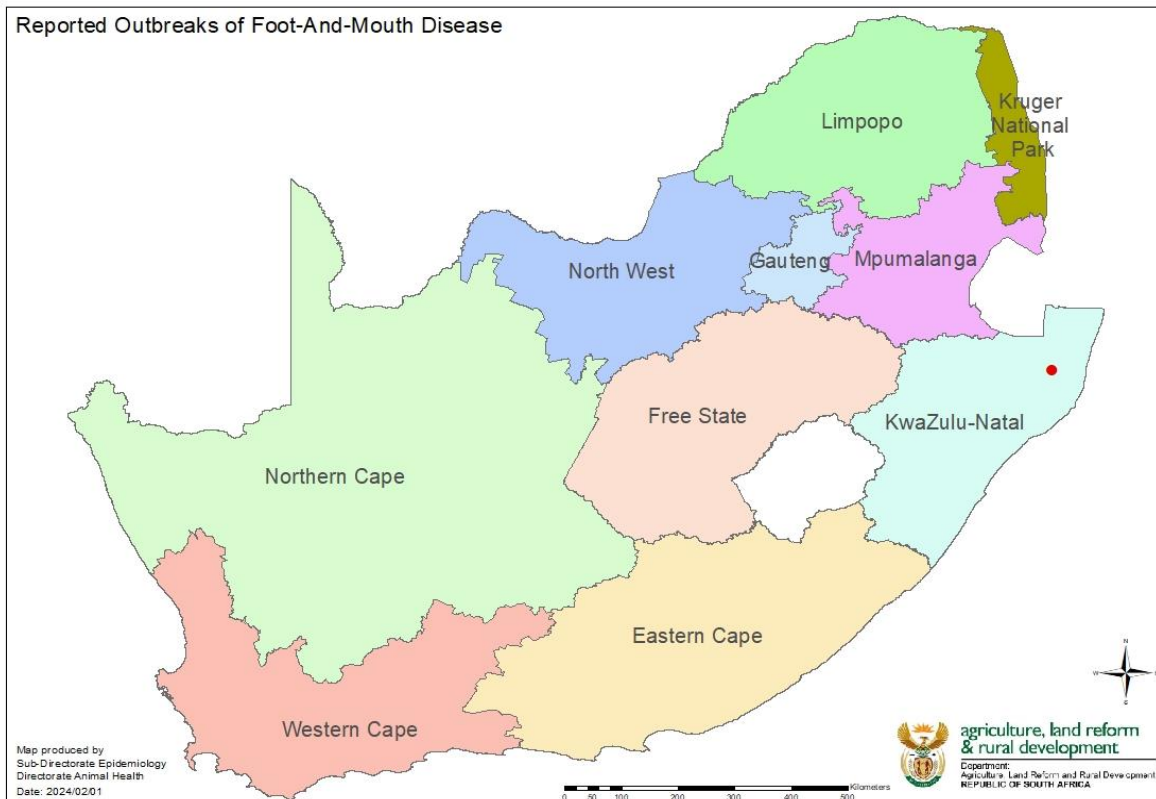 Reported Outbreaks of Foot-And-Mouth Disease
Limpopo
Kruger
National
Park
North West
Gauteng
Mpumalanga
Free State
KwaZulu-Natal
Northern Cape
Eastern Cape
Western Cape
N
W
E
S
Map produced by
Sub-Directorate Epidemiology
Directorate Animal Health
Date: 2024/02/01
Kilometers
0 50 100 200 300 400 500
agriculture, land reform
& rural development
Department:
Agriculture, Land Reform and Rural Development
REPUBLIC OF SOUTH AFRICA